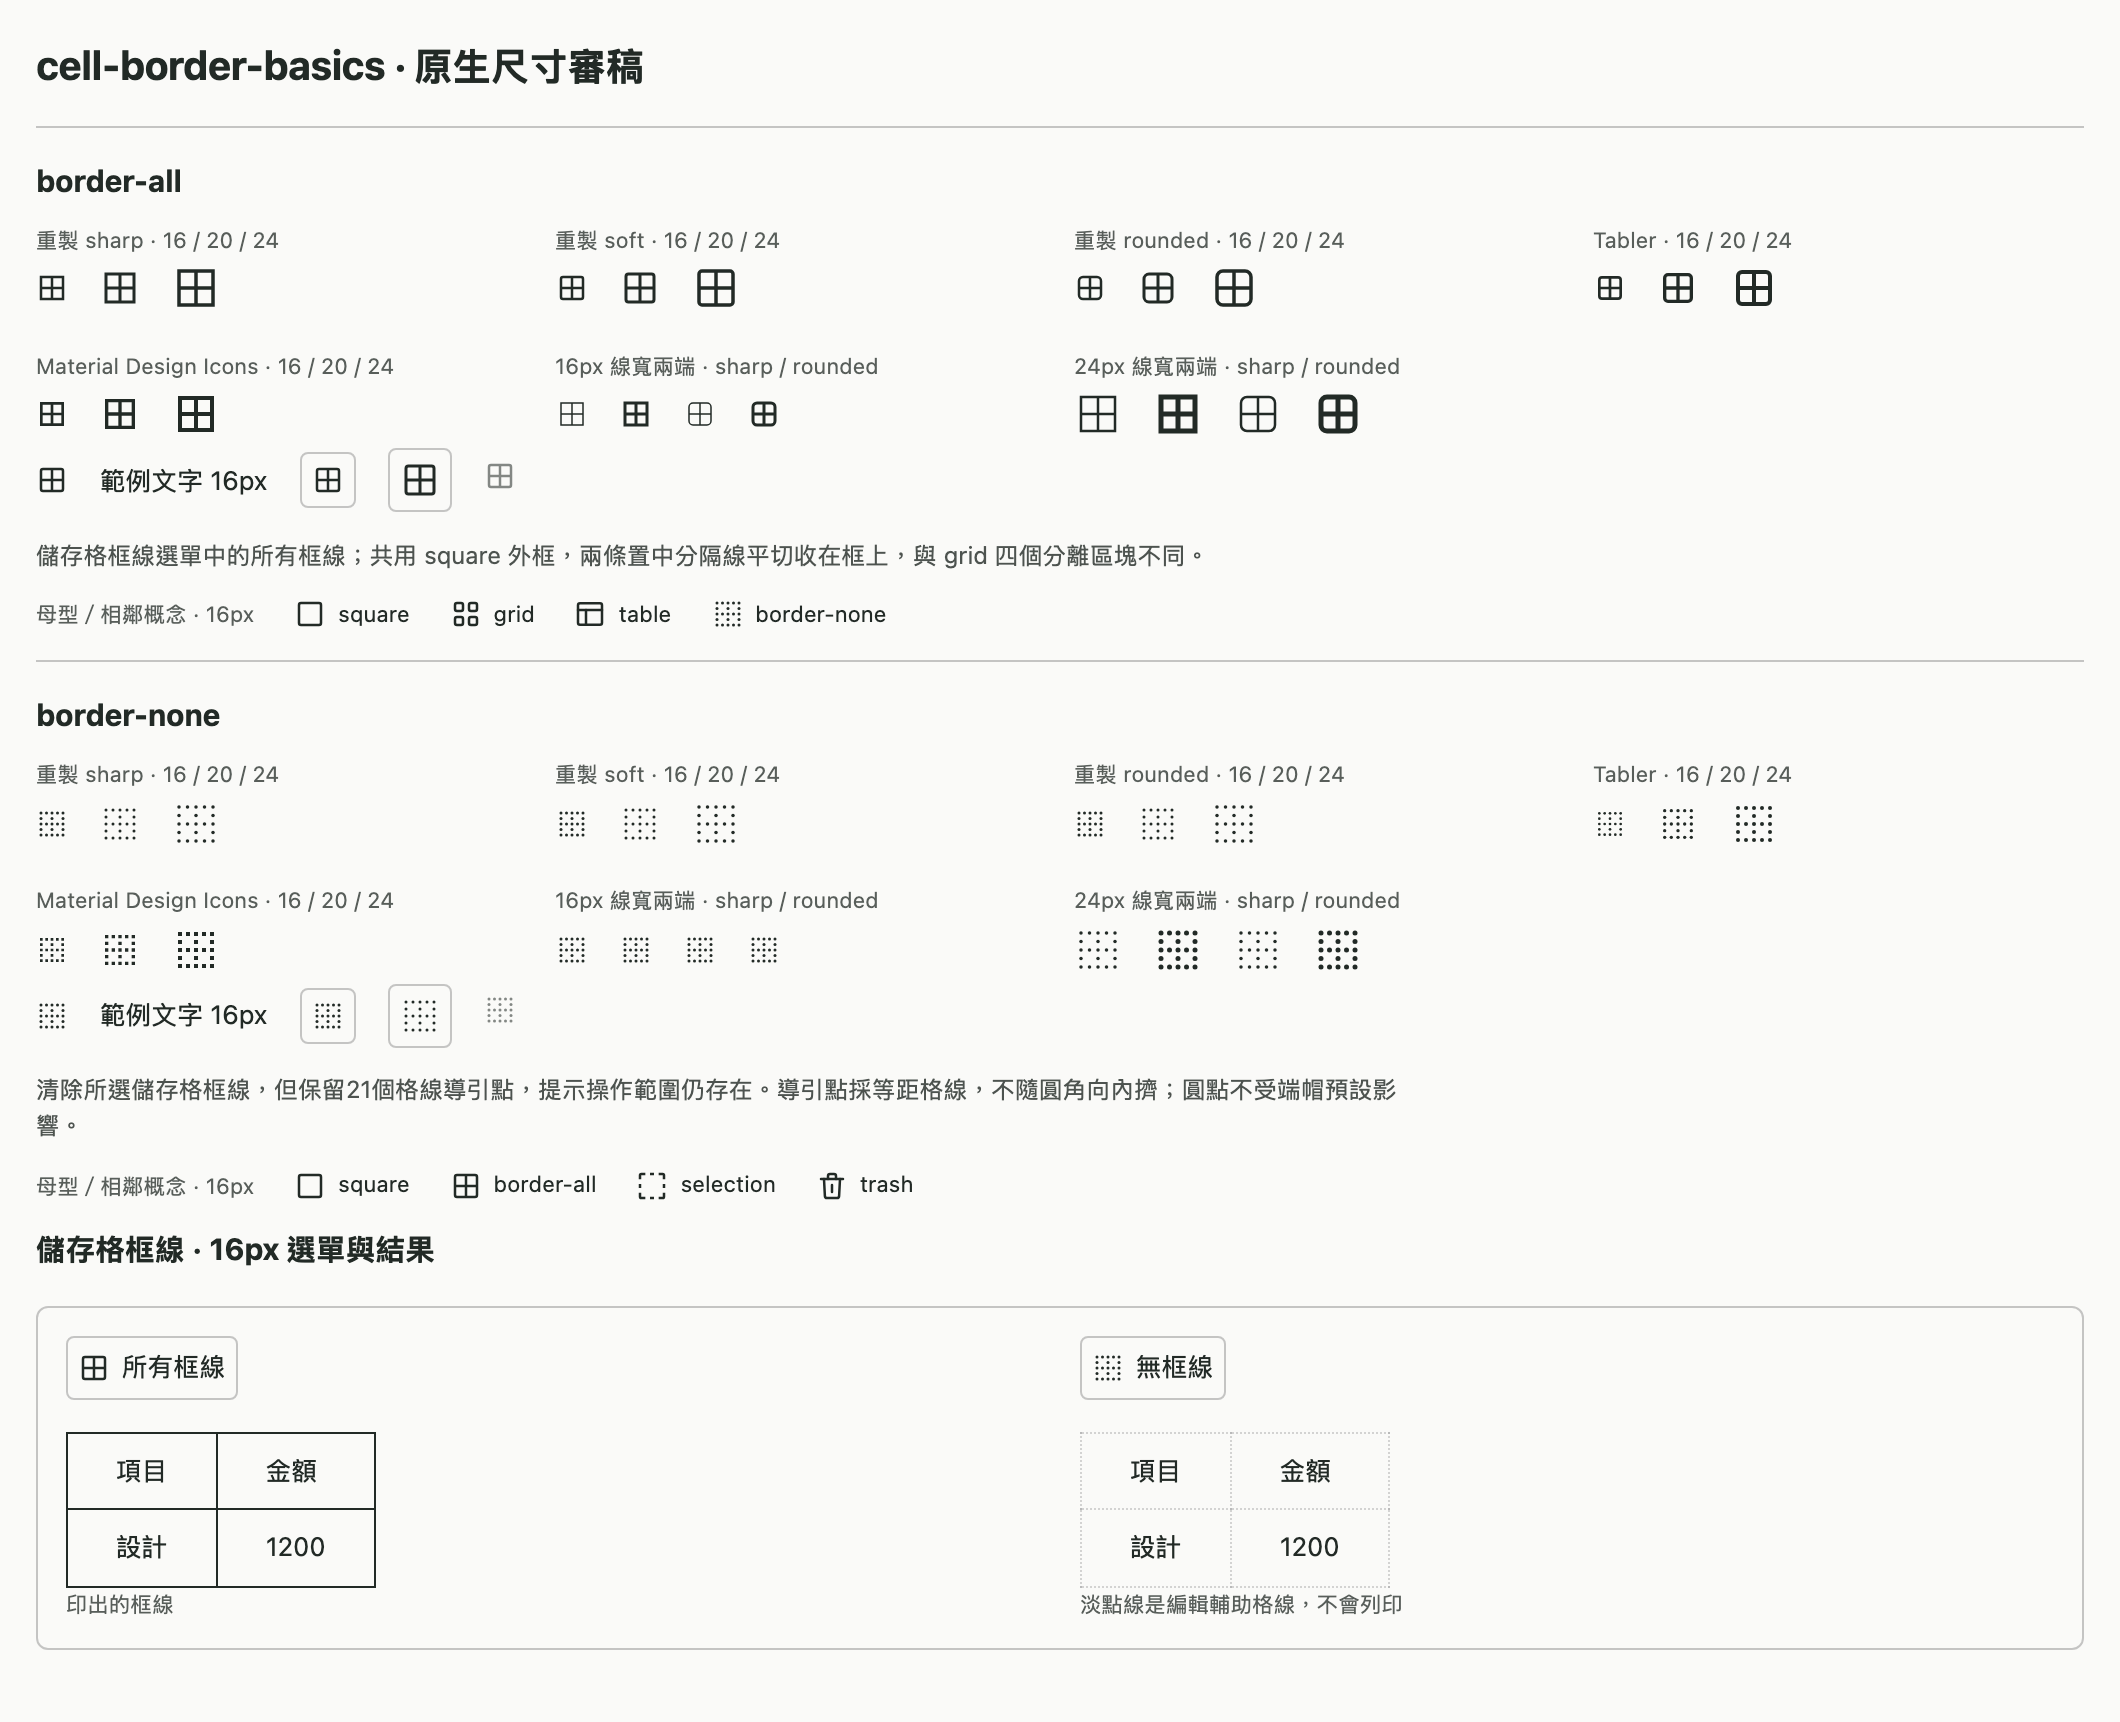 cell-border-basics · 原生尺寸審稿
border-all
重製 sharp · 16 / 20 / 24
重製 soft · 16 / 20 / 24
重製 rounded · 16 / 20 / 24
Tabler · 16 / 20 / 24
Material Design Icons · 16 / 20 / 24
16px 線寬兩端 · sharp / rounded
24px 線寬兩端 · sharp / rounded
範例文字 16px
儲存格框線選單中的所有框線；共用 square 外框，兩條置中分隔線平切收在框上，與 grid 四個分離區塊不同。
母型 / 相鄰概念 · 16px square grid table border-none
border-none
重製 sharp · 16 / 20 / 24
重製 soft · 16 / 20 / 24
重製 rounded · 16 / 20 / 24
Tabler · 16 / 20 / 24
Material Design Icons · 16 / 20 / 24
16px 線寬兩端 · sharp / rounded
24px 線寬兩端 · sharp / rounded
範例文字 16px
清除所選儲存格框線，但保留21個格線導引點，提示操作範圍仍存在。導引點採等距格線，不隨圓角向內擠；圓點不受端帽預設影
響。
母型 / 相鄰概念 · 16px square border-all selection trash
儲存格框線 · 16px 選單與結果
所有框線
項目 金額
設計 1200
印出的框線
無框線
項目 金額
設計 1200
淡點線是編輯輔助格線，不會列印